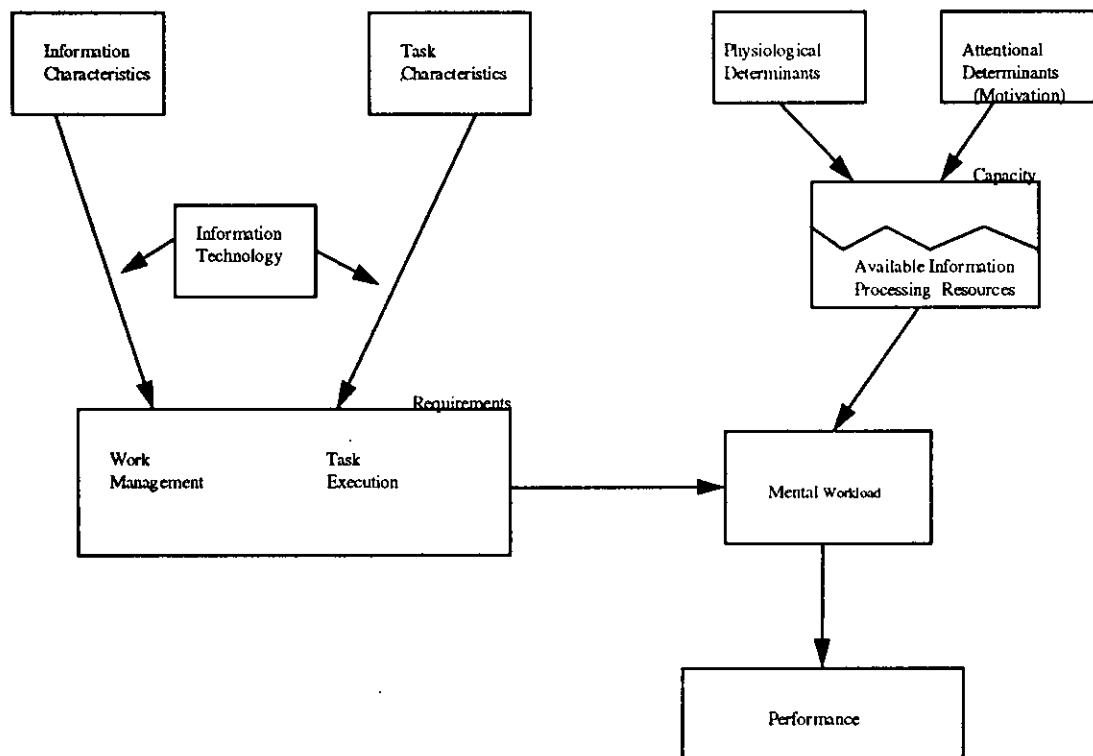 Information
Characteristics
Task
Characteristics
Physiological
Determinants
Attentional
Determinants
(Motivation)
Information
Technology
Capacity
Available Information
Processing Resources
Requirements
Work
Management
Task
Execution
Mental Workload
Performance